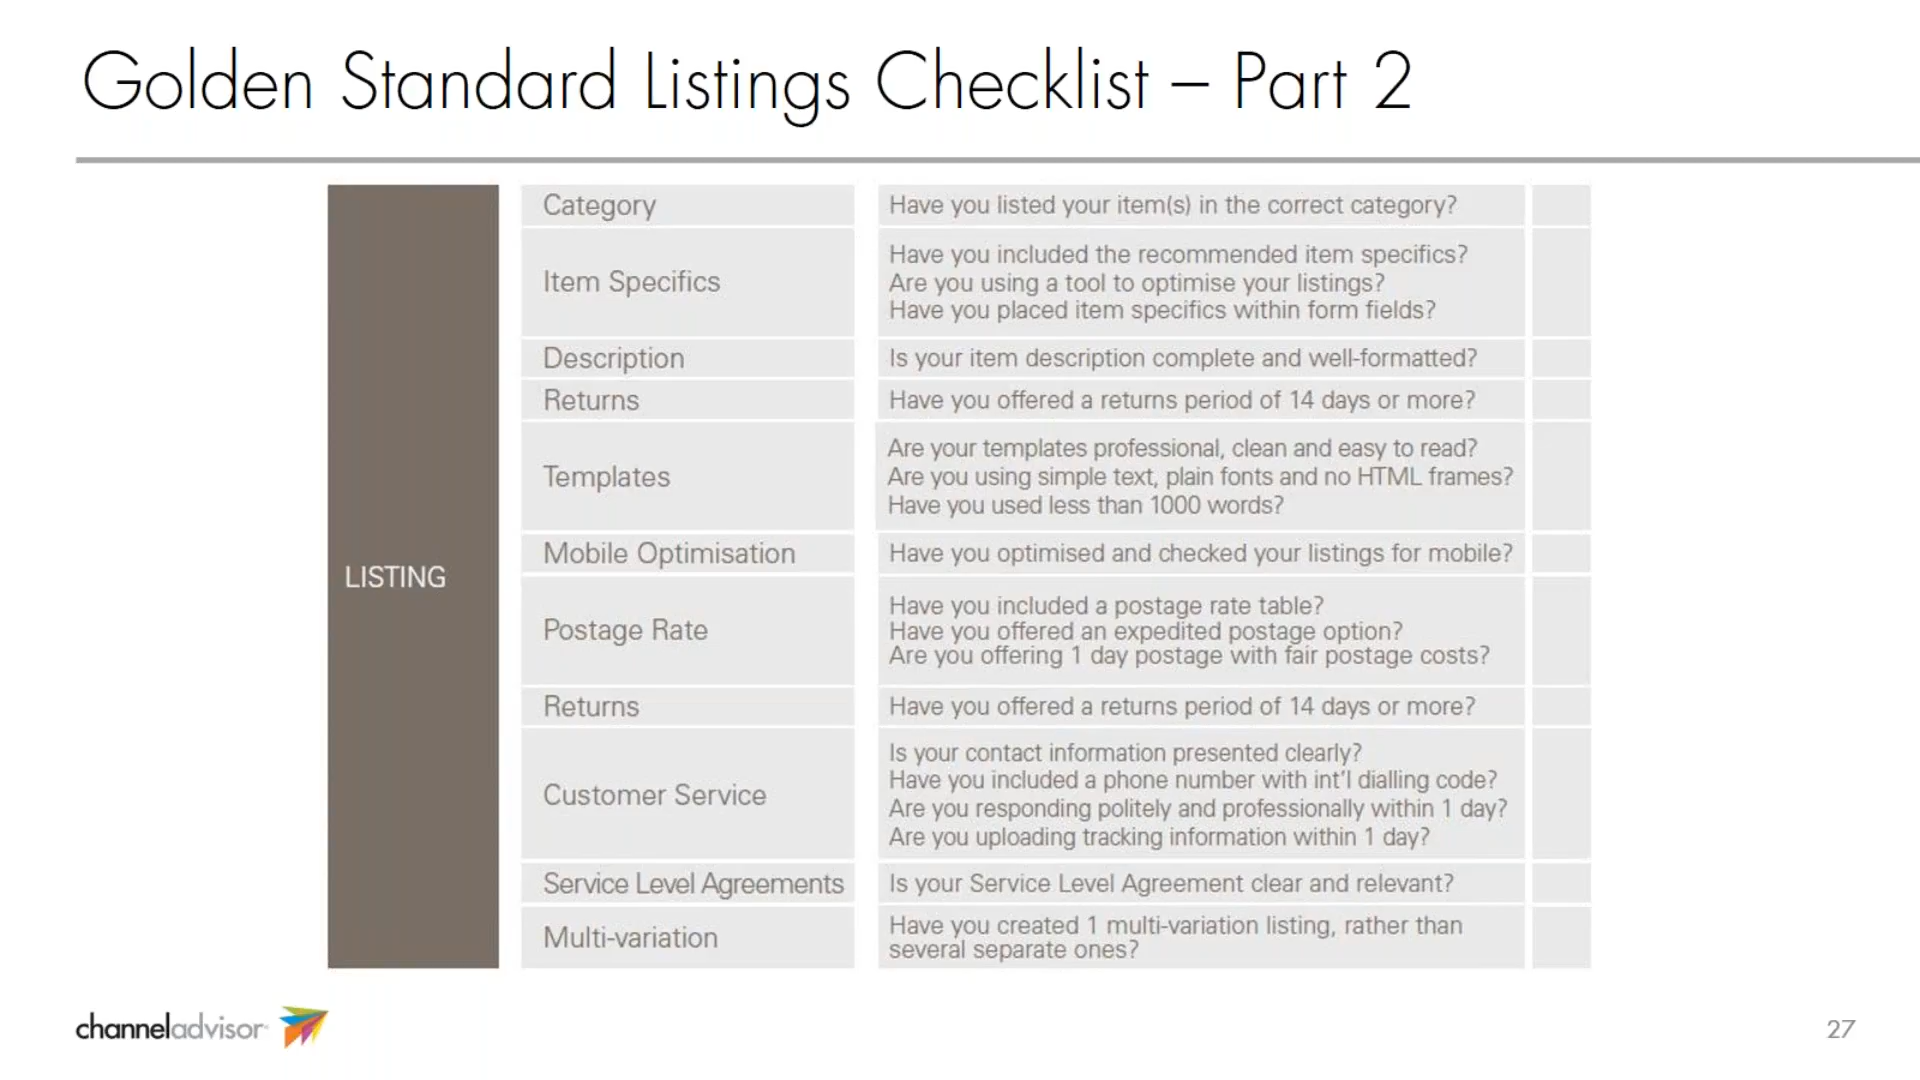 Golden Standard Listings Checklist – Part 2
LISTING
Category
Have you listed your item(s) in the correct category?
Item Specifics
Have you included the recommended item specifics?
Are you using a tool to optimise your listings?
Have you placed item specifics within form fields?
Description
Is your item description complete and well-formatted?
Returns
Have you offered a returns period of 14 days or more?
Templates
Are your templates professional, clean and easy to read?
Are you using simple text, plain fonts and no HTML frames?
Have you used less than 1000 words?
Mobile Optimisation
Have you optimised and checked your listings for mobile?
Postage Rate
Have you included a postage rate table?
Have you offered an expedited postage option?
Are you offering 1 day postage with fair postage costs?
Returns
Have you offered a returns period of 14 days or more?
Customer Service
Is your contact information presented clearly?
Have you included a phone number with int'l dialling code?
Are you responding politely and professionally within 1 day?
Are you uploading tracking information within 1 day?
Service Level Agreements
Is your Service Level Agreement clear and relevant?
Multi-variation
Have you created 1 multi-variation listing, rather than
several separate ones?
channeladvisor
27